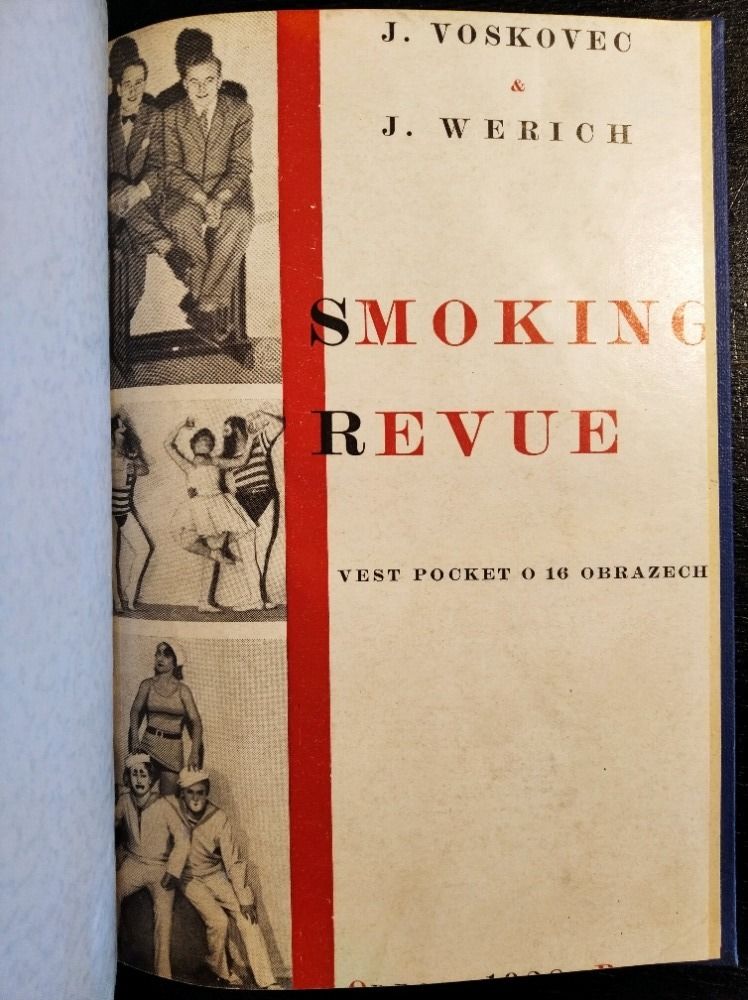 J. VOSKOVEC
&
J. WERICH
SMOKING
REVUE
VEST POCKET O 16 OBRAZECH